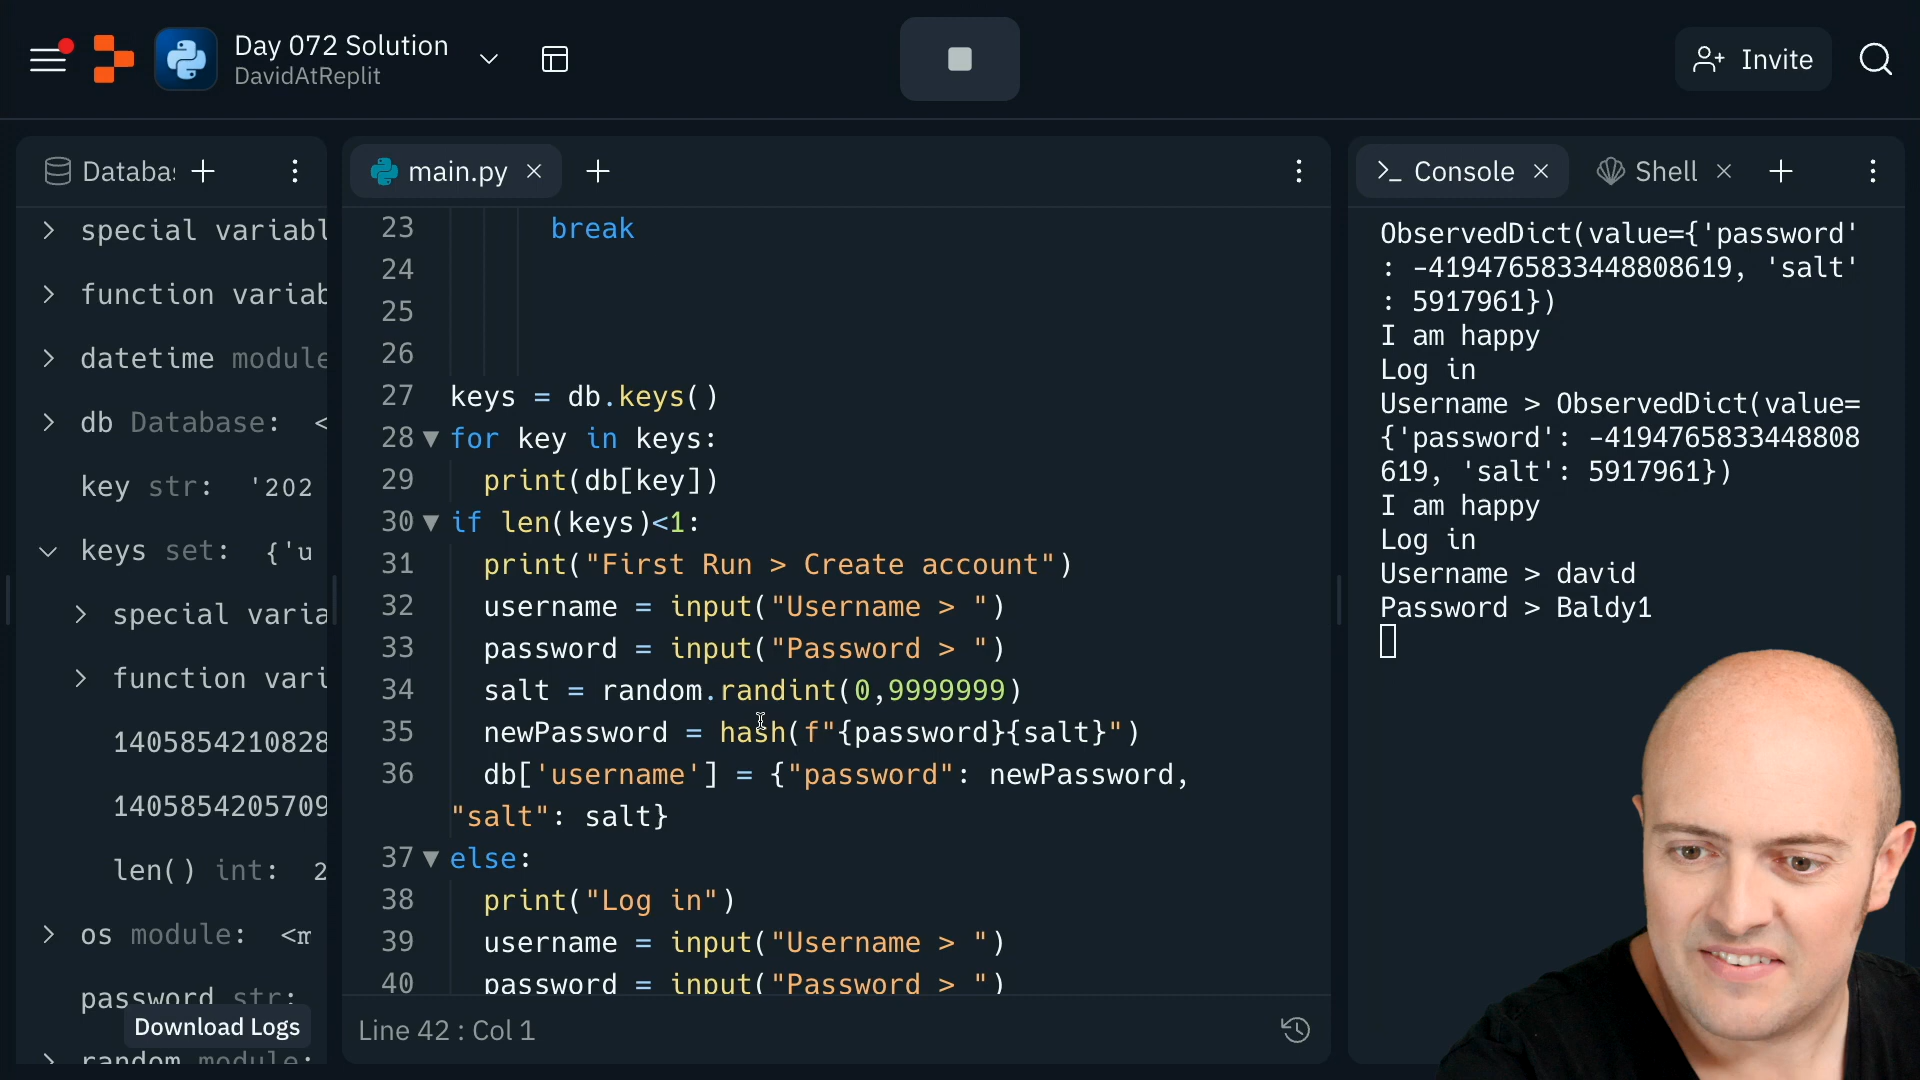 Day 072 Solution
DavidAtReplit
Invite
Databa
main.py
Console
Shell
special variabl
function variab
datetime module
db Database: <
key str: '202
keys set: {'u
special varia
function vari
1405854210828
1405854205709
len() int: 2
os module: <m
password str:
Download Logs
random module:
23 break
24
25
26
27 keys = db.keys()
28 for key in keys:
29 print(db[key])
30 if len(keys)<1:
31 print("First Run > Create account")
32 username = input("Username > ")
33 password = input("Password > ")
34 salt = random.randint(0,9999999)
35 newPassword = hash(f"{password}{salt}")
36 db['username'] = {"password": newPassword,
"salt": salt}
37 else:
38 print("Log in")
39 username = input("Username > ")
40 password = input("Password > ")
Line 42 : Col 1
ObservedDict(value={'password'
: -4194765833448808619, 'salt'
: 5917961})
I am happy
Log in
Username > ObservedDict(value=
{'password': -4194765833448808
619, 'salt': 5917961})
I am happy
Log in
Username > david
Password > Baldy1